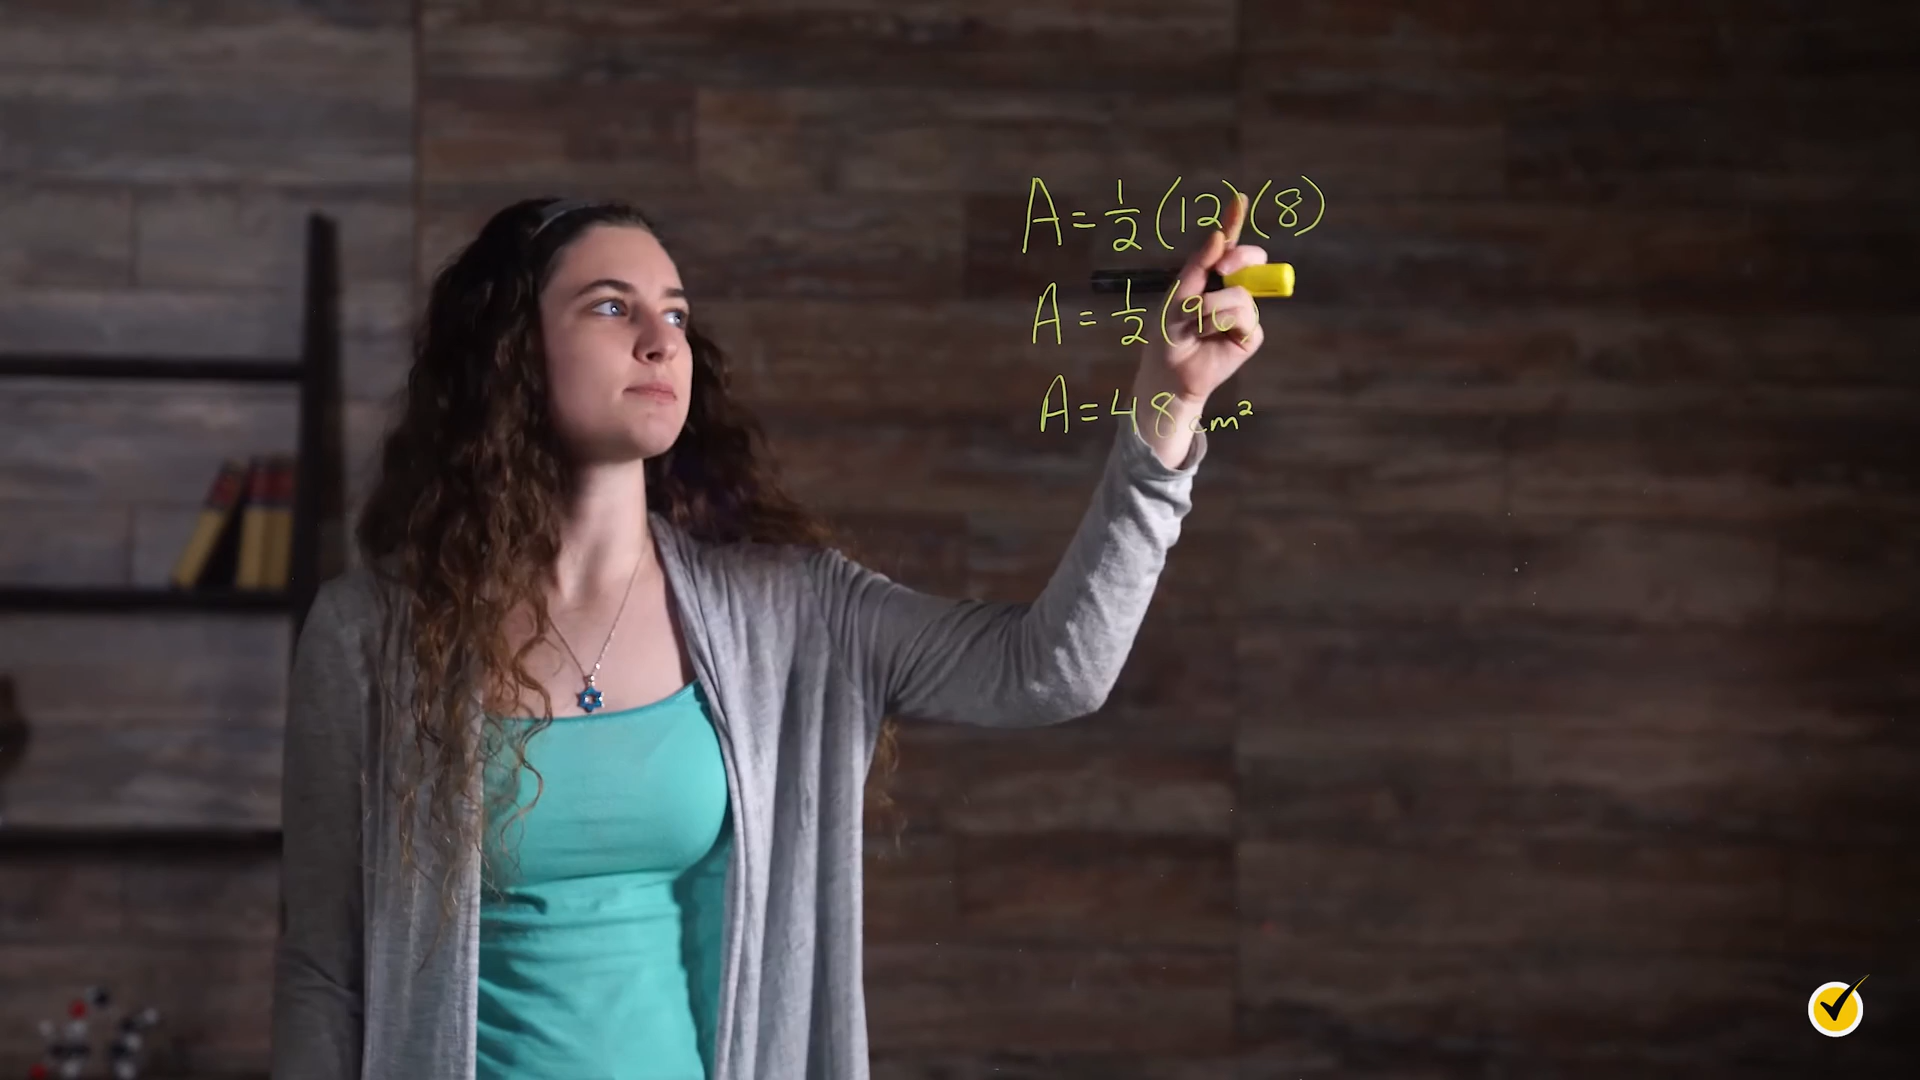 A = 1/2 (12)(8)
A = 1/2 (96)
A = 48 cm²